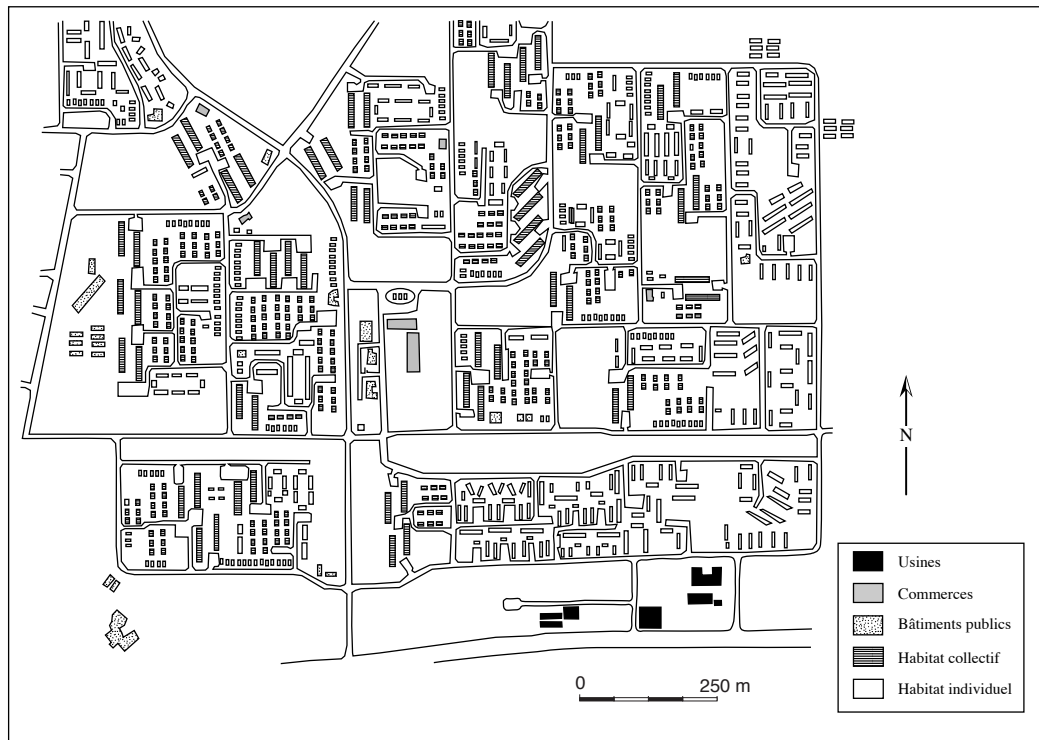 N
Usines
Commerces
Bâtiments publics
Habitat collectif
Habitat individuel
0 250 m